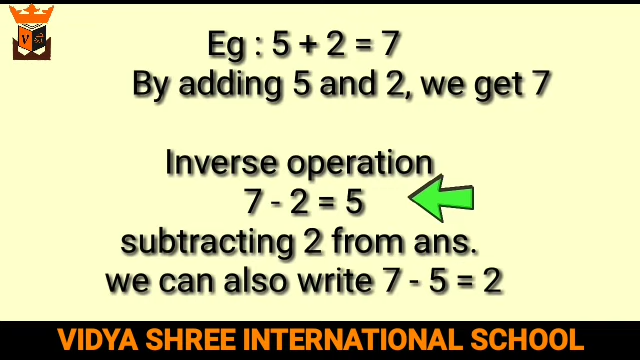 Eg : 5 + 2 = 7
By adding 5 and 2, we get 7
Inverse operation
7 - 2 = 5
subtracting 2 from ans.
we can also write 7 - 5 = 2
VIDYA SHREE INTERNATIONAL SCHOOL